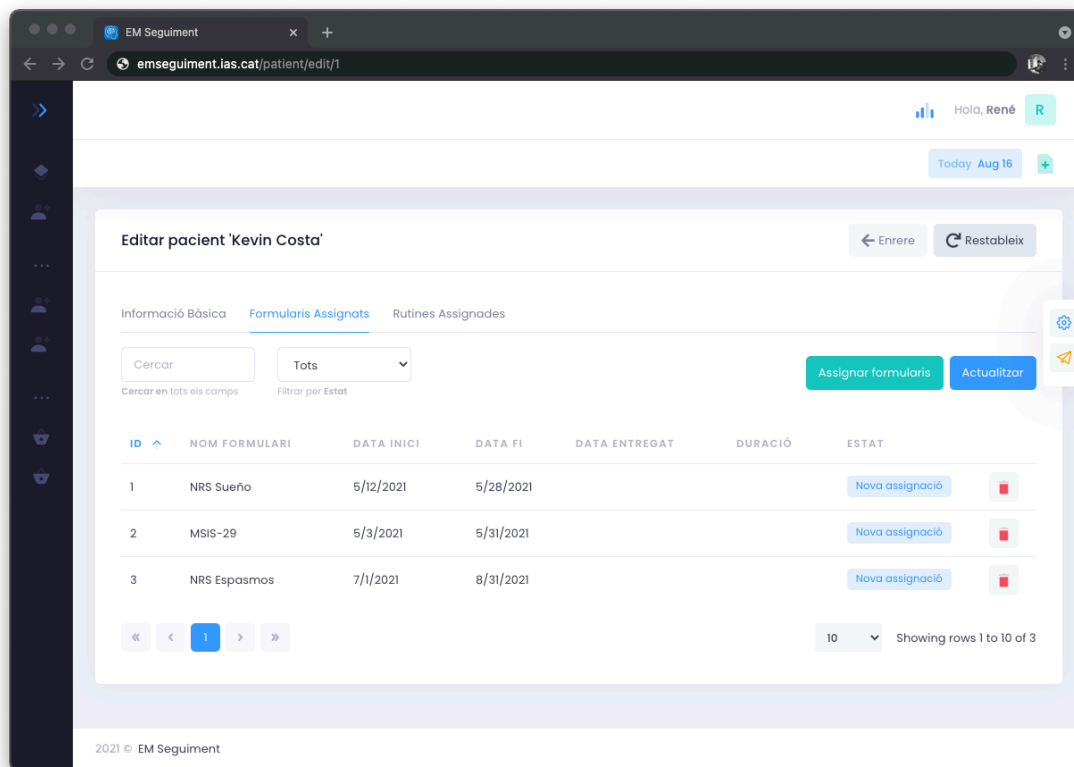 EM Seguiment
emseguiment.ias.cat/patient/edit/1
Hola, René R
Today Aug 16
Editar pacient 'Kevin Costa'
Enrere
Restableix
Informació Bàsica Formularis Assignats Rutines Assignades
Cercar
Tots
Assignar formularis
Actualitzar
Cercar en tots els camps
Filtrar per Estat
ID NOM FORMULARI DATA INICI DATA FI DATA ENTREGAT DURACIÓ ESTAT
1 NRS Sueño 5/12/2021 5/28/2021 Nova assignació
2 MSIS-29 5/3/2021 5/31/2021 Nova assignació
3 NRS Espasmos 7/1/2021 8/31/2021 Nova assignació
« ‹ 1 › » 10 Showing rows 1 to 10 of 3
2021 © EM Seguiment